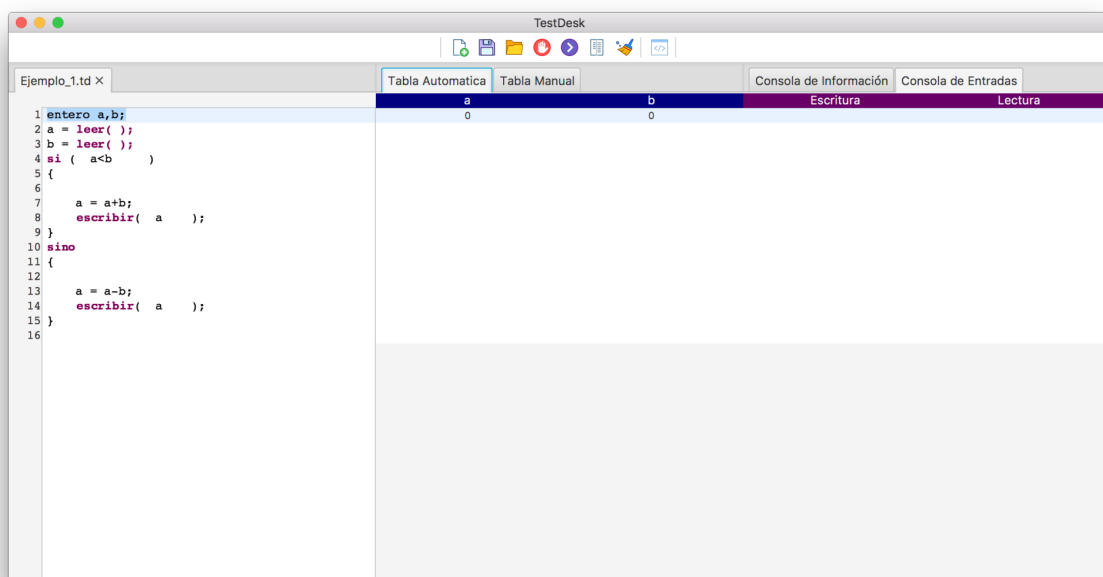 TestDesk
Ejemplo_1.td ×
Tabla Automatica Tabla Manual
Consola de Información Consola de Entradas
a b Escritura Lectura
0 0
1 entero a,b;
2 a = leer( );
3 b = leer( );
4 si (  a<b     )
5 {
6
7     a = a+b;
8     escribir(  a    );
9 }
10 sino
11 {
12
13     a = a-b;
14     escribir(  a    );
15 }
16